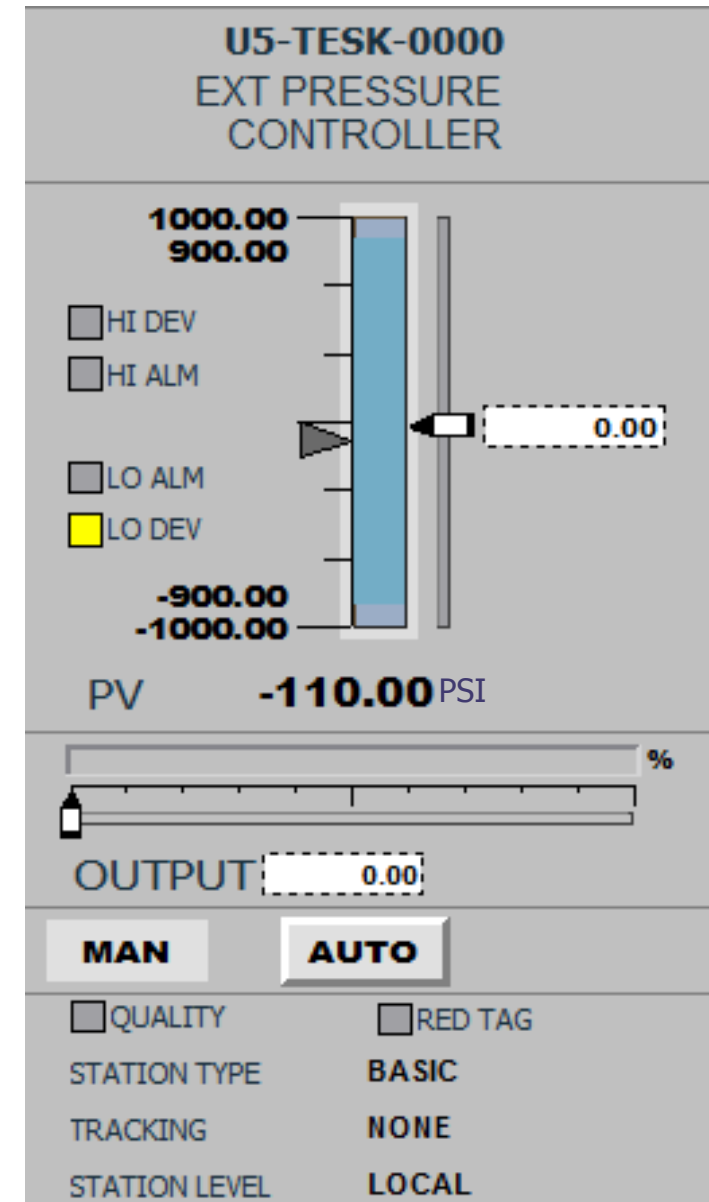 U5-TESK-0000
EXT PRESSURE
CONTROLLER
1000.00
900.00
HI DEV
HI ALM
0.00
LO ALM
LO DEV
-900.00
-1000.00
PV -110.00 PSI
%
OUTPUT 0.00
MAN AUTO
QUALITY RED TAG
STATION TYPE BASIC
TRACKING NONE
STATION LEVEL LOCAL